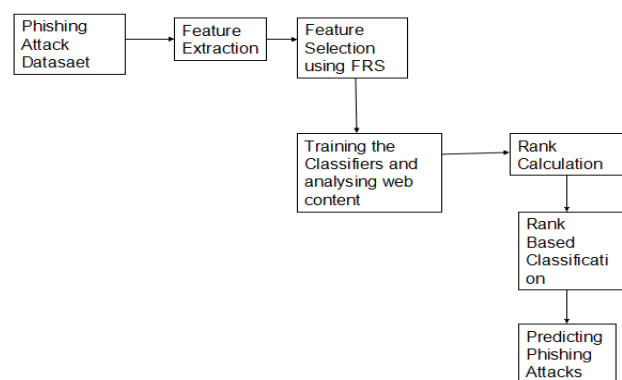 Phishing
Attack
Datasaet
Feature
Extraction
Feature
Selection
using FRS
Training the
Classifiers and
analysing web
content
Rank
Calculation
Rank
Based
Classificati
on
Predicting
Phishing
Attacks